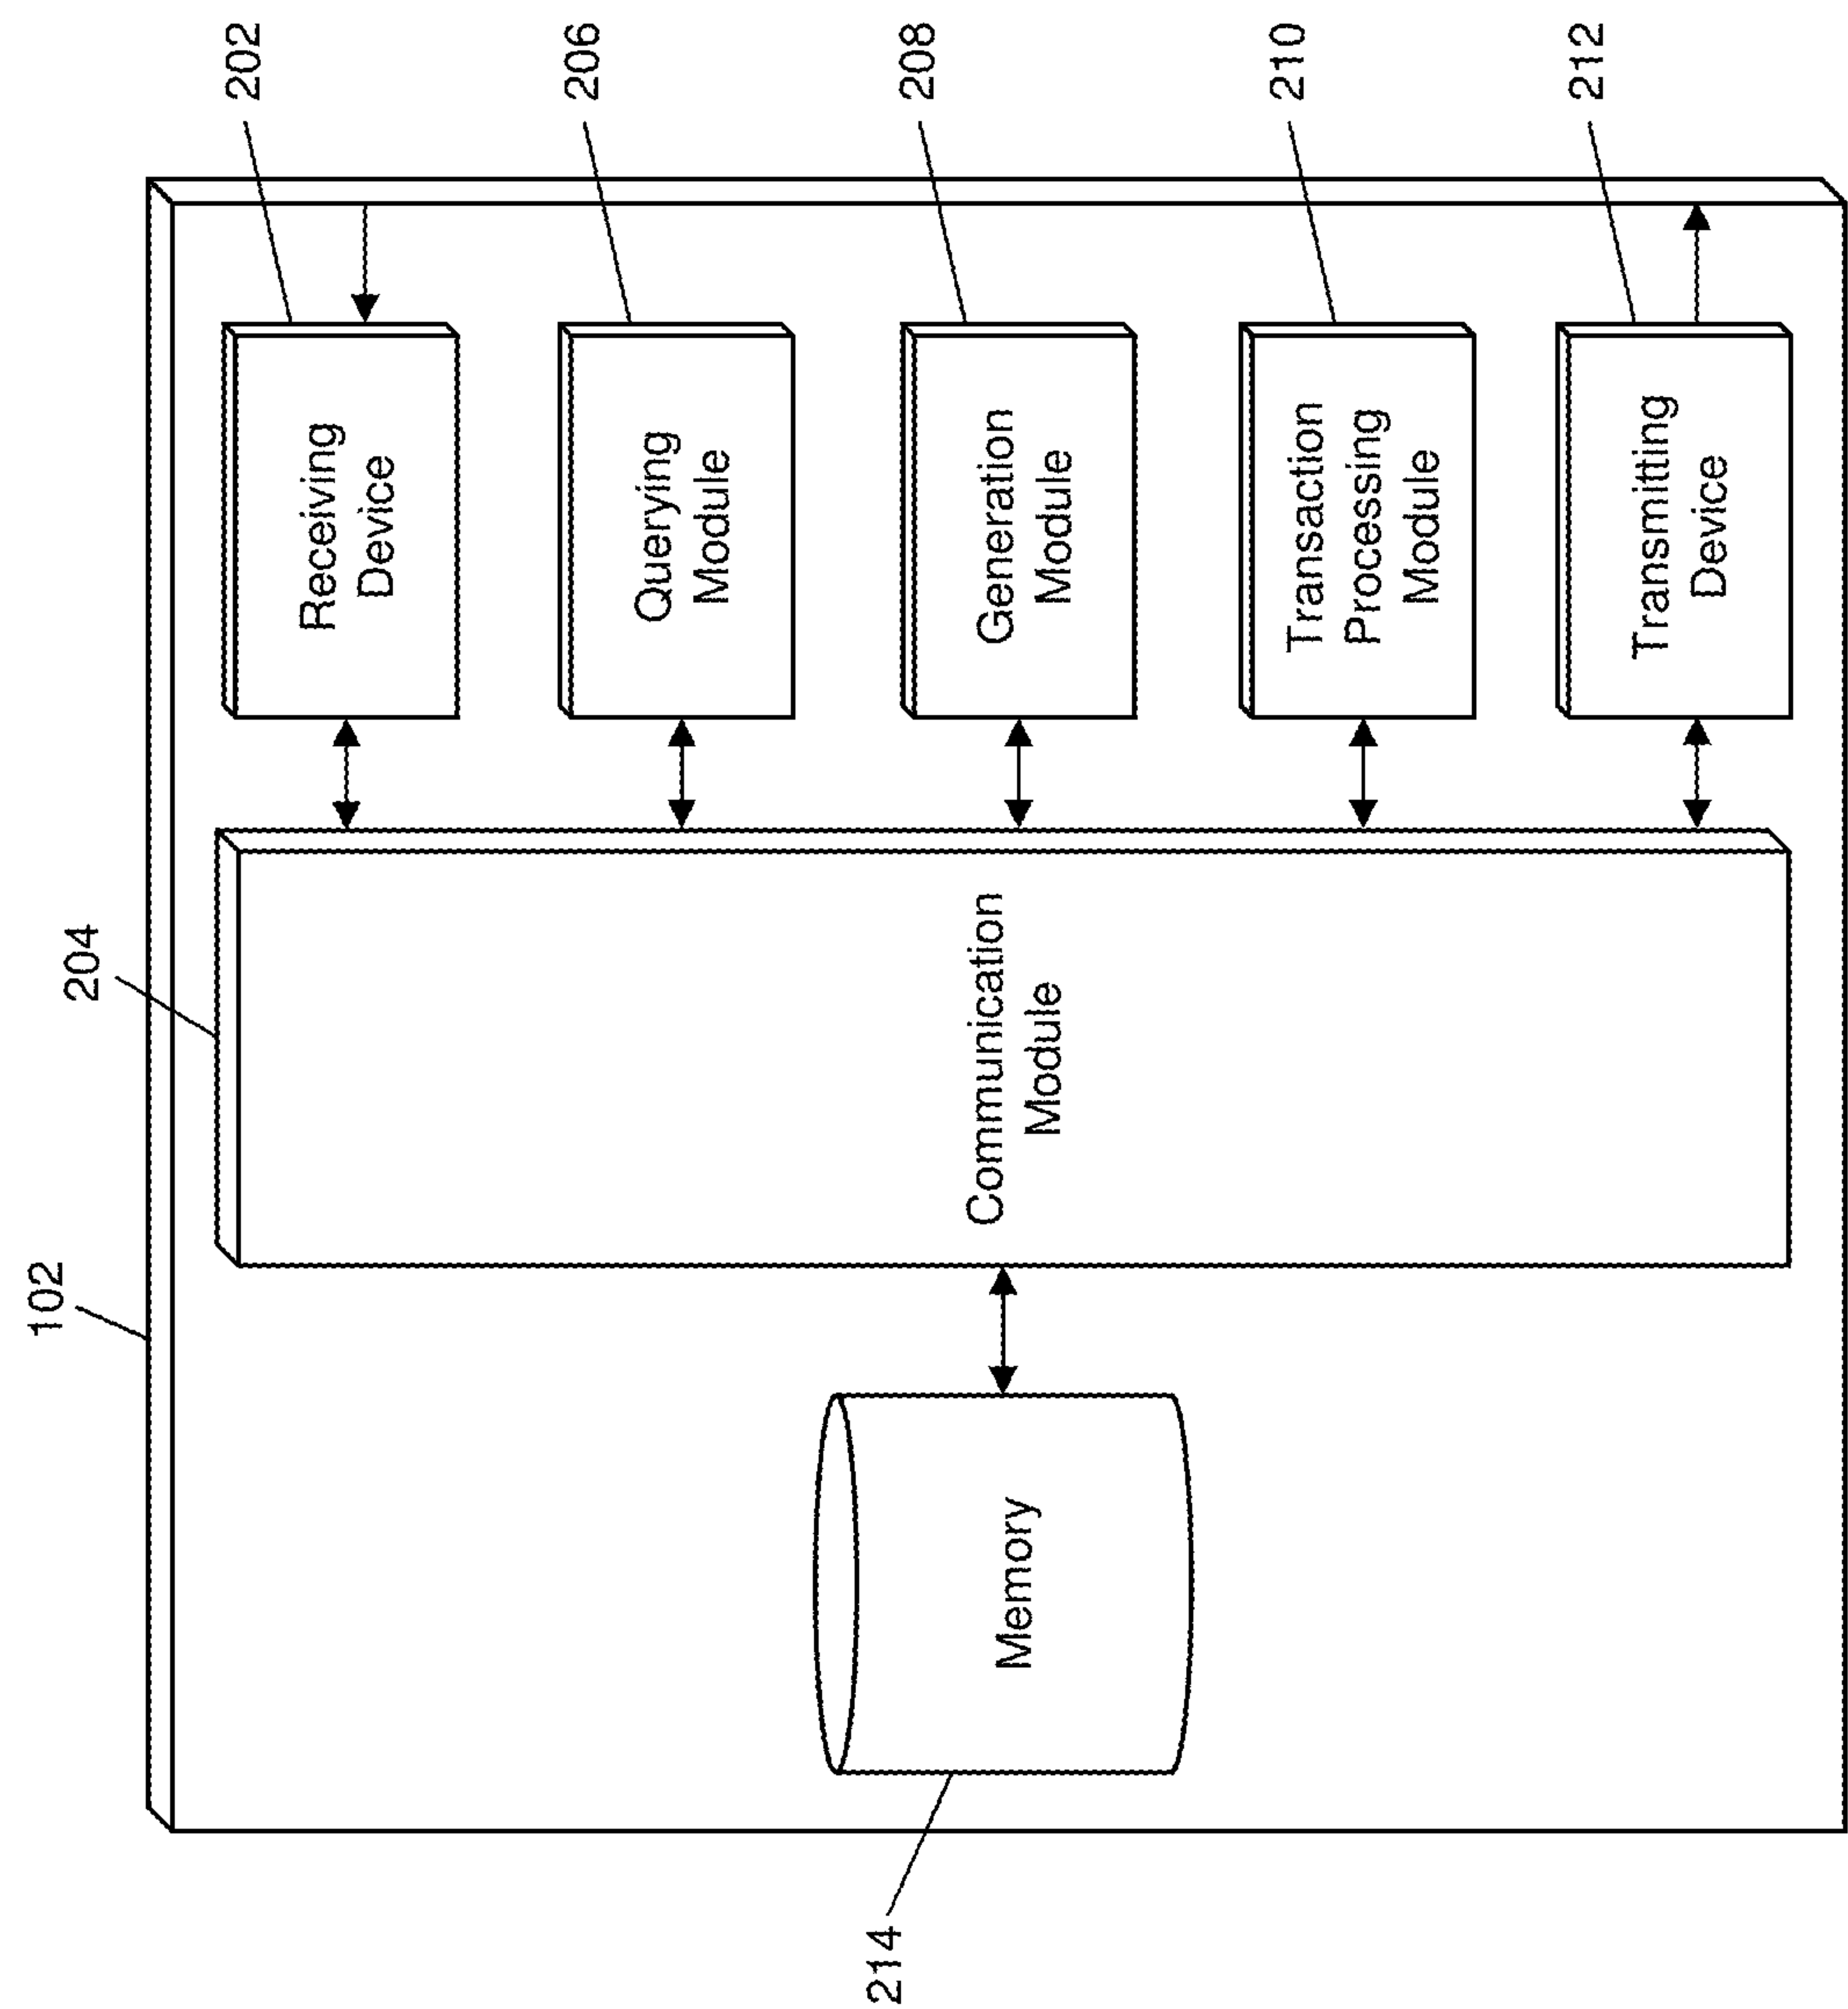 102
204
202
Receiving
Device
206
Querying
Module
208
Generation
Module
210
Transaction
Processing
Module
212
Transmitting
Device
Communication
Module
Memory
214